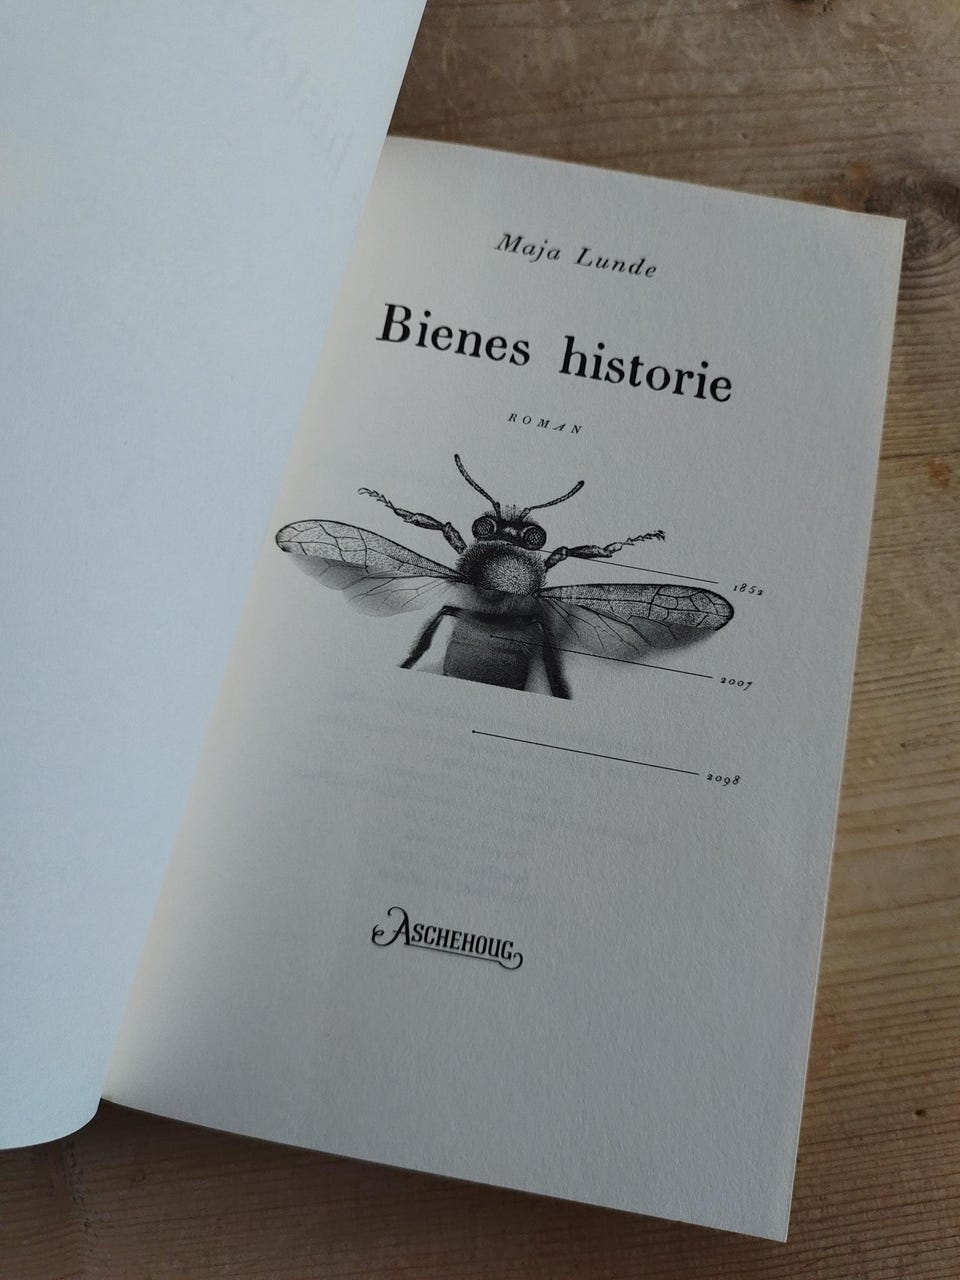 Maja Lunde
Bienes historie
ROMAN
1852
2007
2098
ASCHEHOUG